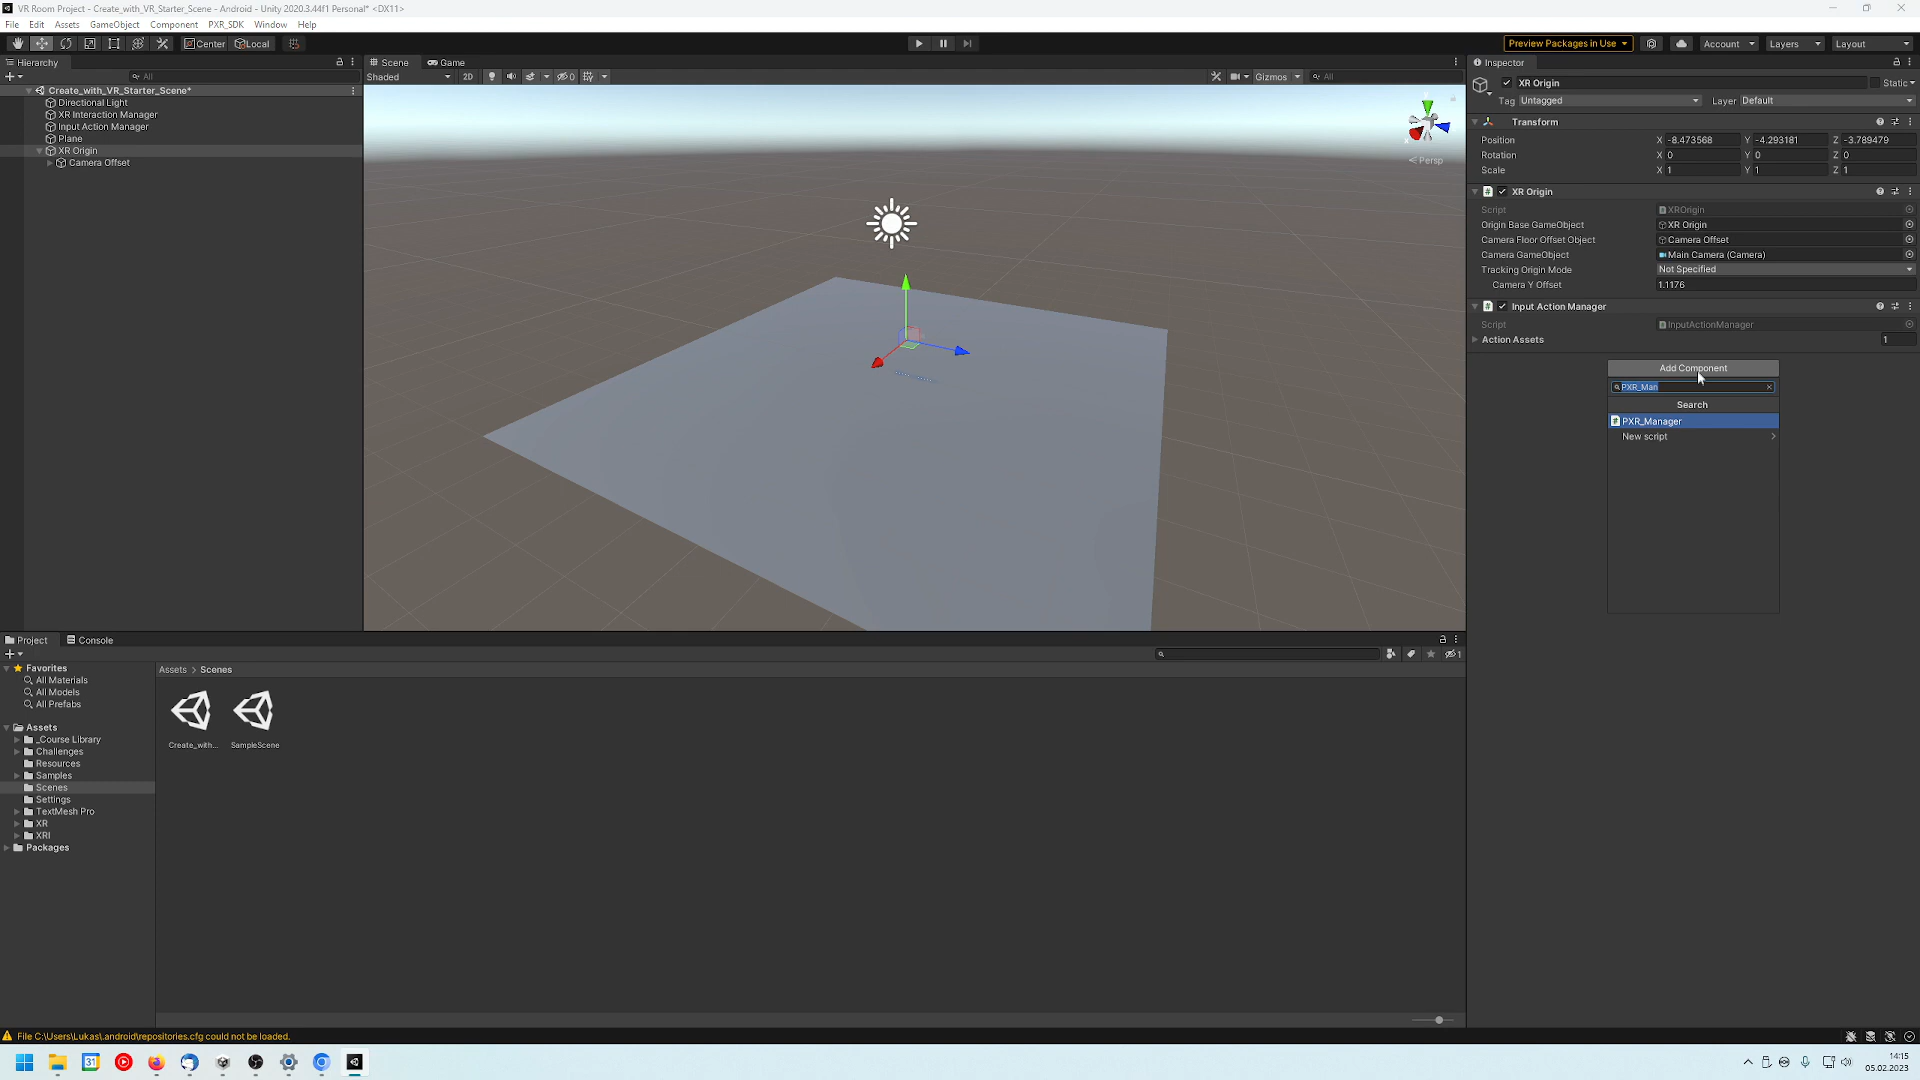 VR Room Project - Create_with_VR_Starter_Scene - Android - Unity 2020.3.44f1 Personal* <DX11>
File Edit Assets GameObject Component PXR_SDK Window Help
Center Local
Preview Packages in Use Account Layers Layout
Hierarchy
All
Create_with_VR_Starter_Scene*
Directional Light
XR Interaction Manager
Input Action Manager
Plane
XR Origin
Camera Offset
Scene Game
Shaded 2D 0 Gizmos All
< Persp
Inspector
XR Origin Static
Tag Untagged Layer Default
Transform
Position X -8.473568 Y -4.293181 Z -3.789479
Rotation X 0 Y 0 Z 0
Scale X 1 Y 1 Z 1
XR Origin
Script XROrigin
Origin Base GameObject XR Origin
Camera Floor Offset Object Camera Offset
Camera GameObject Main Camera (Camera)
Tracking Origin Mode Not Specified
Camera Y Offset 1.1176
Input Action Manager
Script InputActionManager
Action Assets 1
Add Component
PXR_Man
Search
PXR_Manager
New script
Project Console
1
Favorites
All Materials
All Models
All Prefabs
Assets
_Course Library
Challenges
Resources
Samples
Scenes
Settings
TextMesh Pro
XR
XRI
Packages
Assets > Scenes
Create_with...
SampleScene
File C:\Users\Lukas\.android\repositories.cfg could not be loaded.
31
14:15
05.02.2023